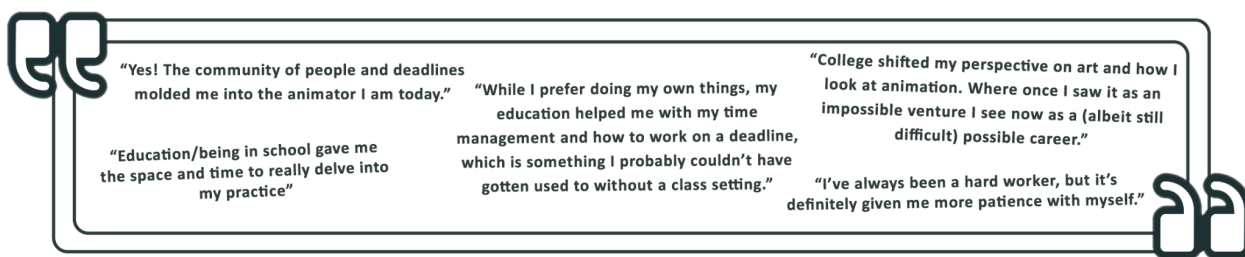 “Yes! The community of people and deadlines
molded me into the animator I am today.”
“Education/being in school gave me
the space and time to really delve into
my practice”
“While I prefer doing my own things, my
education helped me with my time
management and how to work on a deadline,
which is something I probably couldn’t have
gotten used to without a class setting.”
“College shifted my perspective on art and how I
look at animation. Where once I saw it as an
impossible venture I see now as a (albeit still
difficult) possible career.”
“I’ve always been a hard worker, but it’s
definitely given me more patience with myself.”